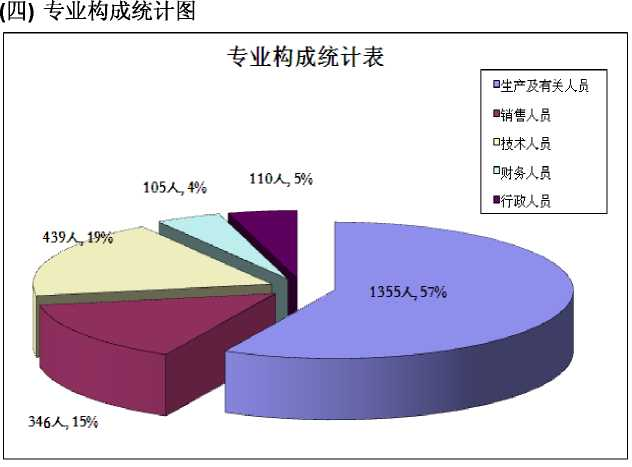 (四) 专业构成统计图
专业构成统计表
生产及有关人员
销售人员
技术人员
财务人员
行政人员
110人, 5%
105人, 4%
439人, 19%
1355人, 57%
346人, 15%